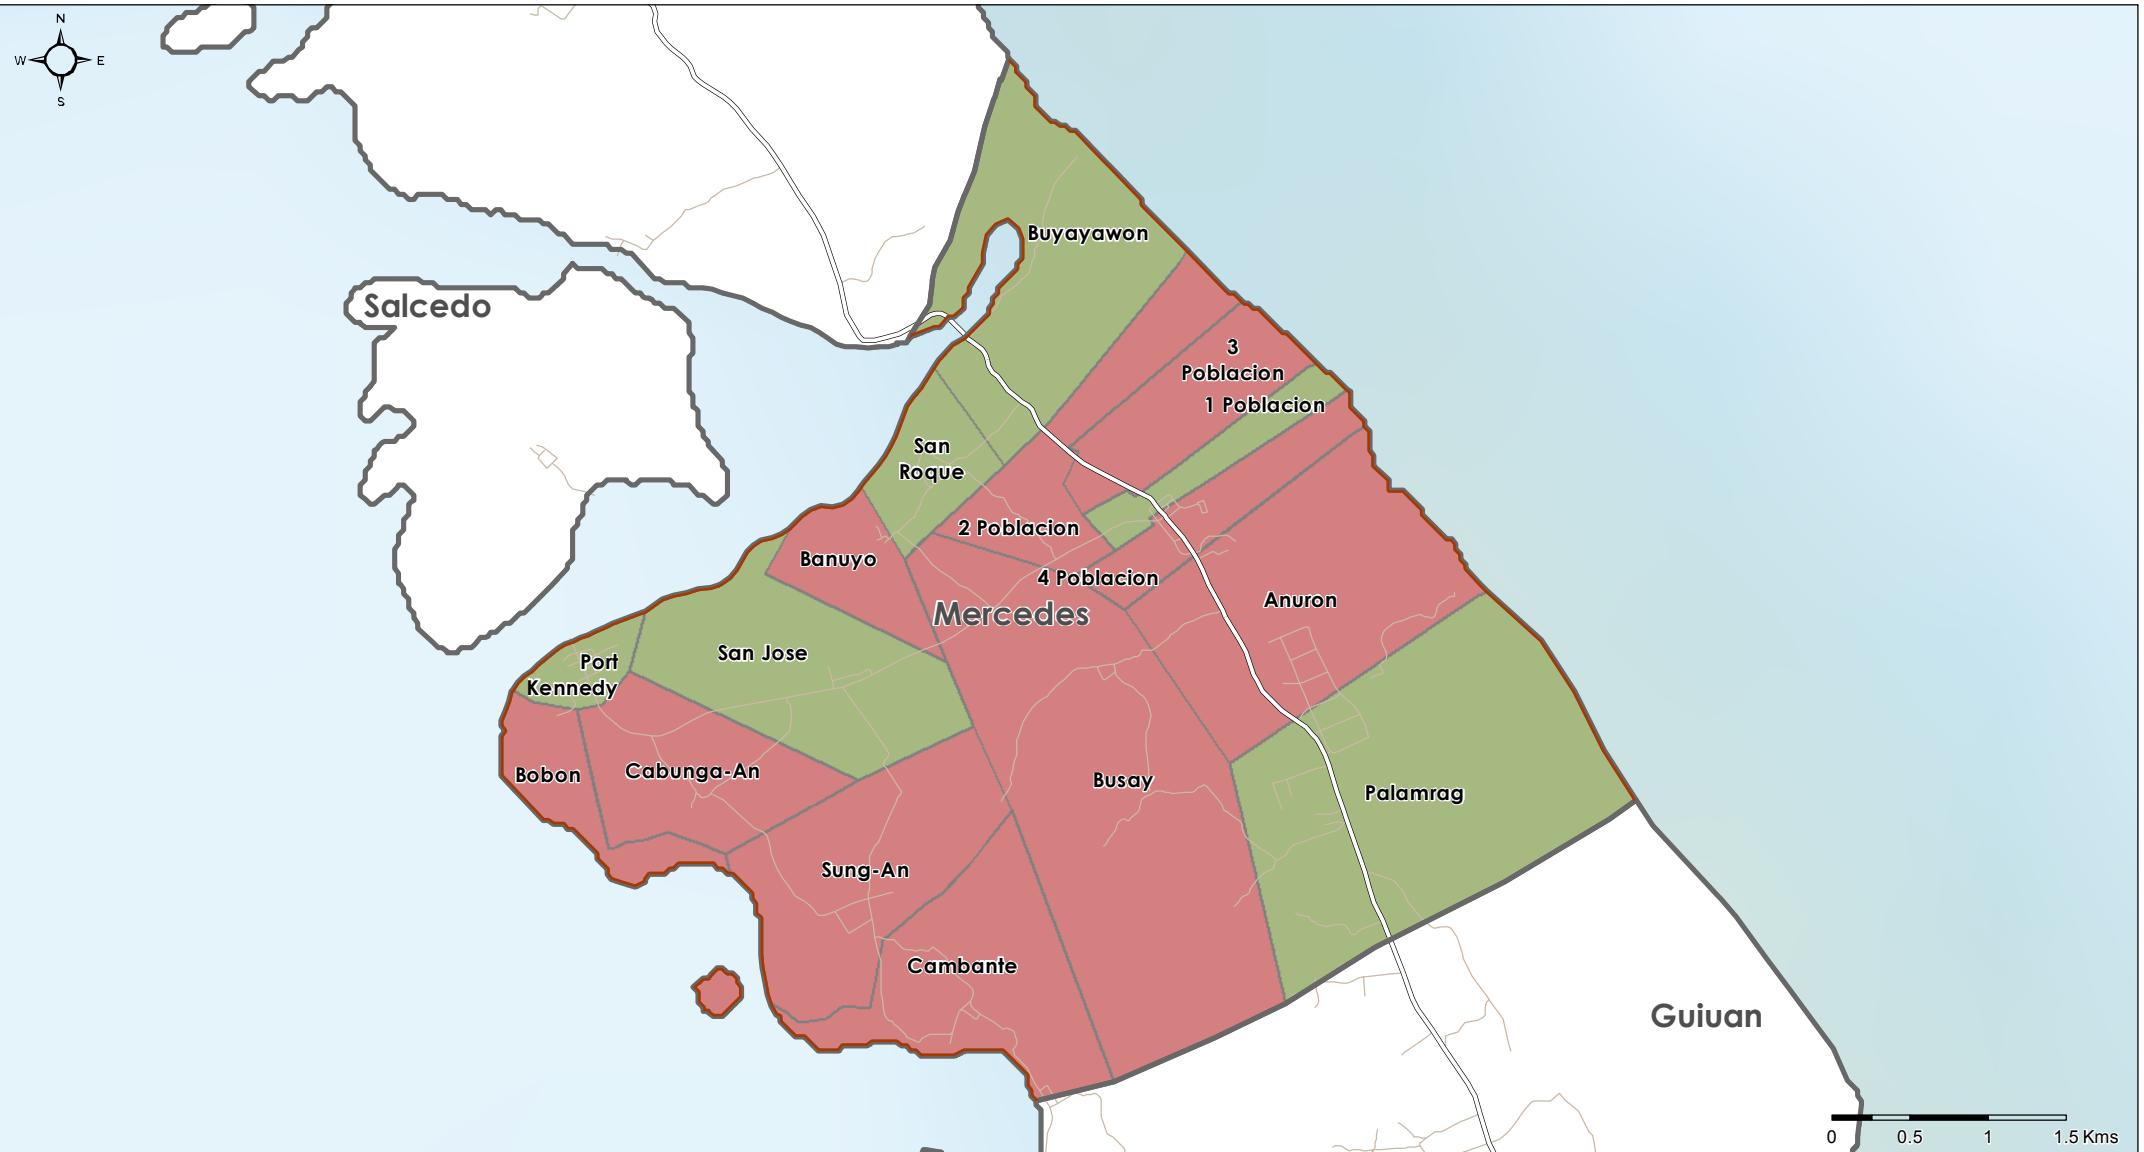 N
W E
S
Buyayawon
Salcedo
3
Poblacion
1 Poblacion
San
Roque
2 Poblacion
Banuyo
4 Poblacion
Anuron
Mercedes
San Jose
Port
Kennedy
Bobon
Cabunga-An
Busay
Palamrag
Sung-An
Cambante
Guiuan
0 0.5 1 1.5 Kms